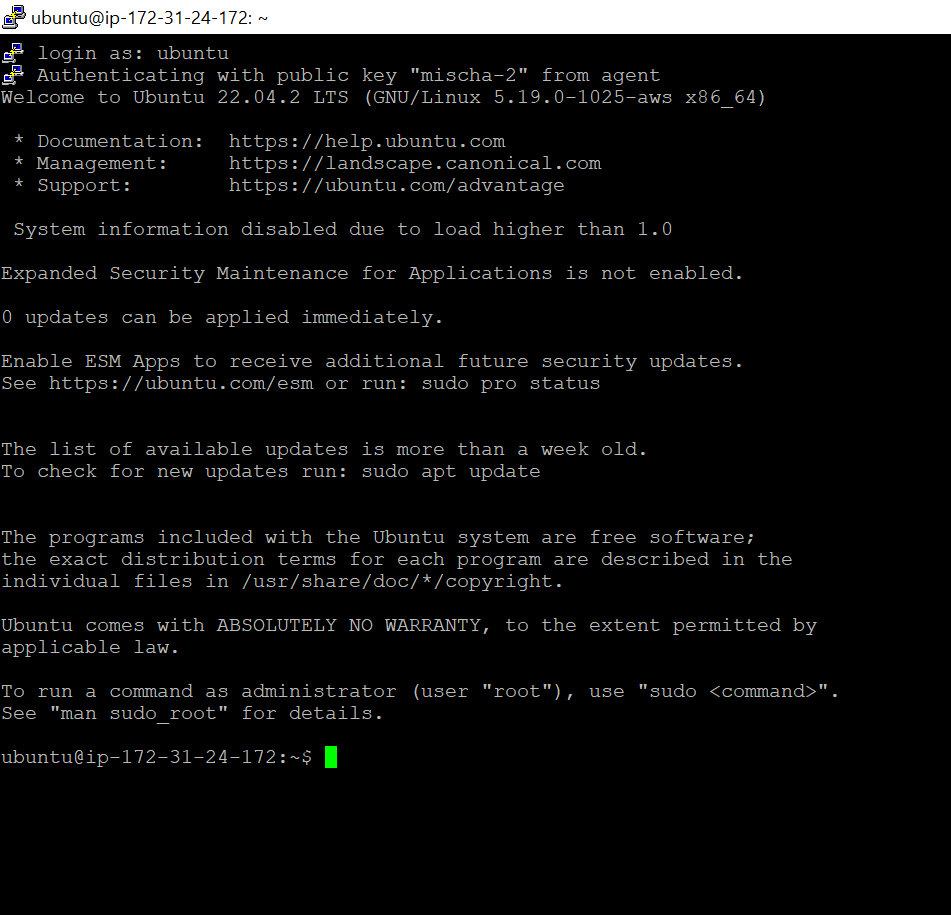 ubuntu@ip-172-31-24-172: ~
login as: ubuntu
Authenticating with public key "mischa-2" from agent
Welcome to Ubuntu 22.04.2 LTS (GNU/Linux 5.19.0-1025-aws x86_64)
* Documentation:  https://help.ubuntu.com
* Management:     https://landscape.canonical.com
* Support:        https://ubuntu.com/advantage
System information disabled due to load higher than 1.0
Expanded Security Maintenance for Applications is not enabled.
0 updates can be applied immediately.
Enable ESM Apps to receive additional future security updates.
See https://ubuntu.com/esm or run: sudo pro status
The list of available updates is more than a week old.
To check for new updates run: sudo apt update
The programs included with the Ubuntu system are free software;
the exact distribution terms for each program are described in the
individual files in /usr/share/doc/*/copyright.
Ubuntu comes with ABSOLUTELY NO WARRANTY, to the extent permitted by
applicable law.
To run a command as administrator (user "root"), use "sudo <command>".
See "man sudo_root" for details.
ubuntu@ip-172-31-24-172:~$